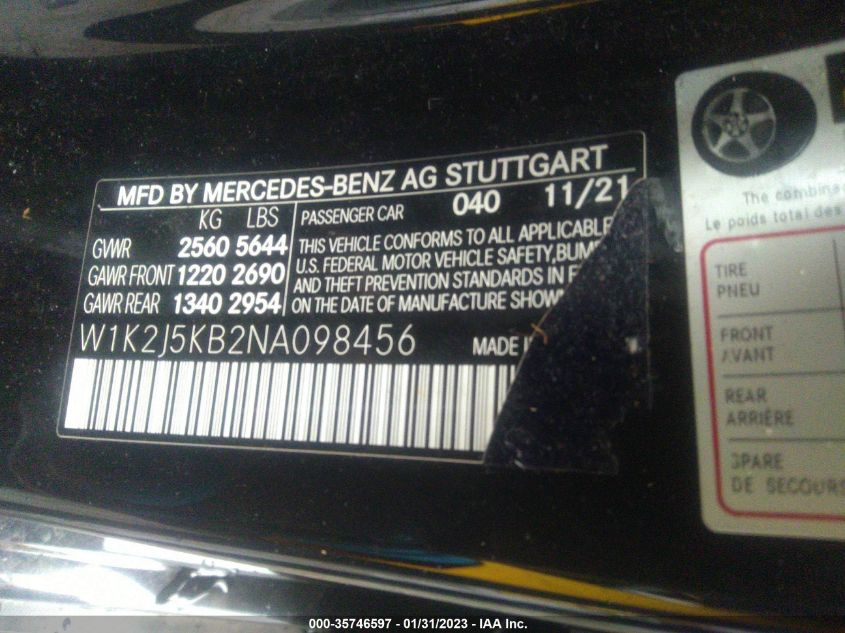 MFD BY MERCEDES-BENZ AG STUTTGART
KG LBS
GVWR 2560 5644
GAWR FRONT 1220 2690
GAWR REAR 1340 2954
PASSENGER CAR 040 11/21
THIS VEHICLE CONFORMS TO ALL APPLICABLE
U.S. FEDERAL MOTOR VEHICLE SAFETY, BUM
AND THEFT PREVENTION STANDARDS IN
ON THE DATE OF MANUFACTURE SHOW
W1K2J5KB2NA098456
MADE
The combine
Le poids total des
TIRE
PNEU
FRONT
AVANT
REAR
ARRIÈRE
SPARE
DE SECOURS
000-35746597 - 01/31/2023 - IAA Inc.